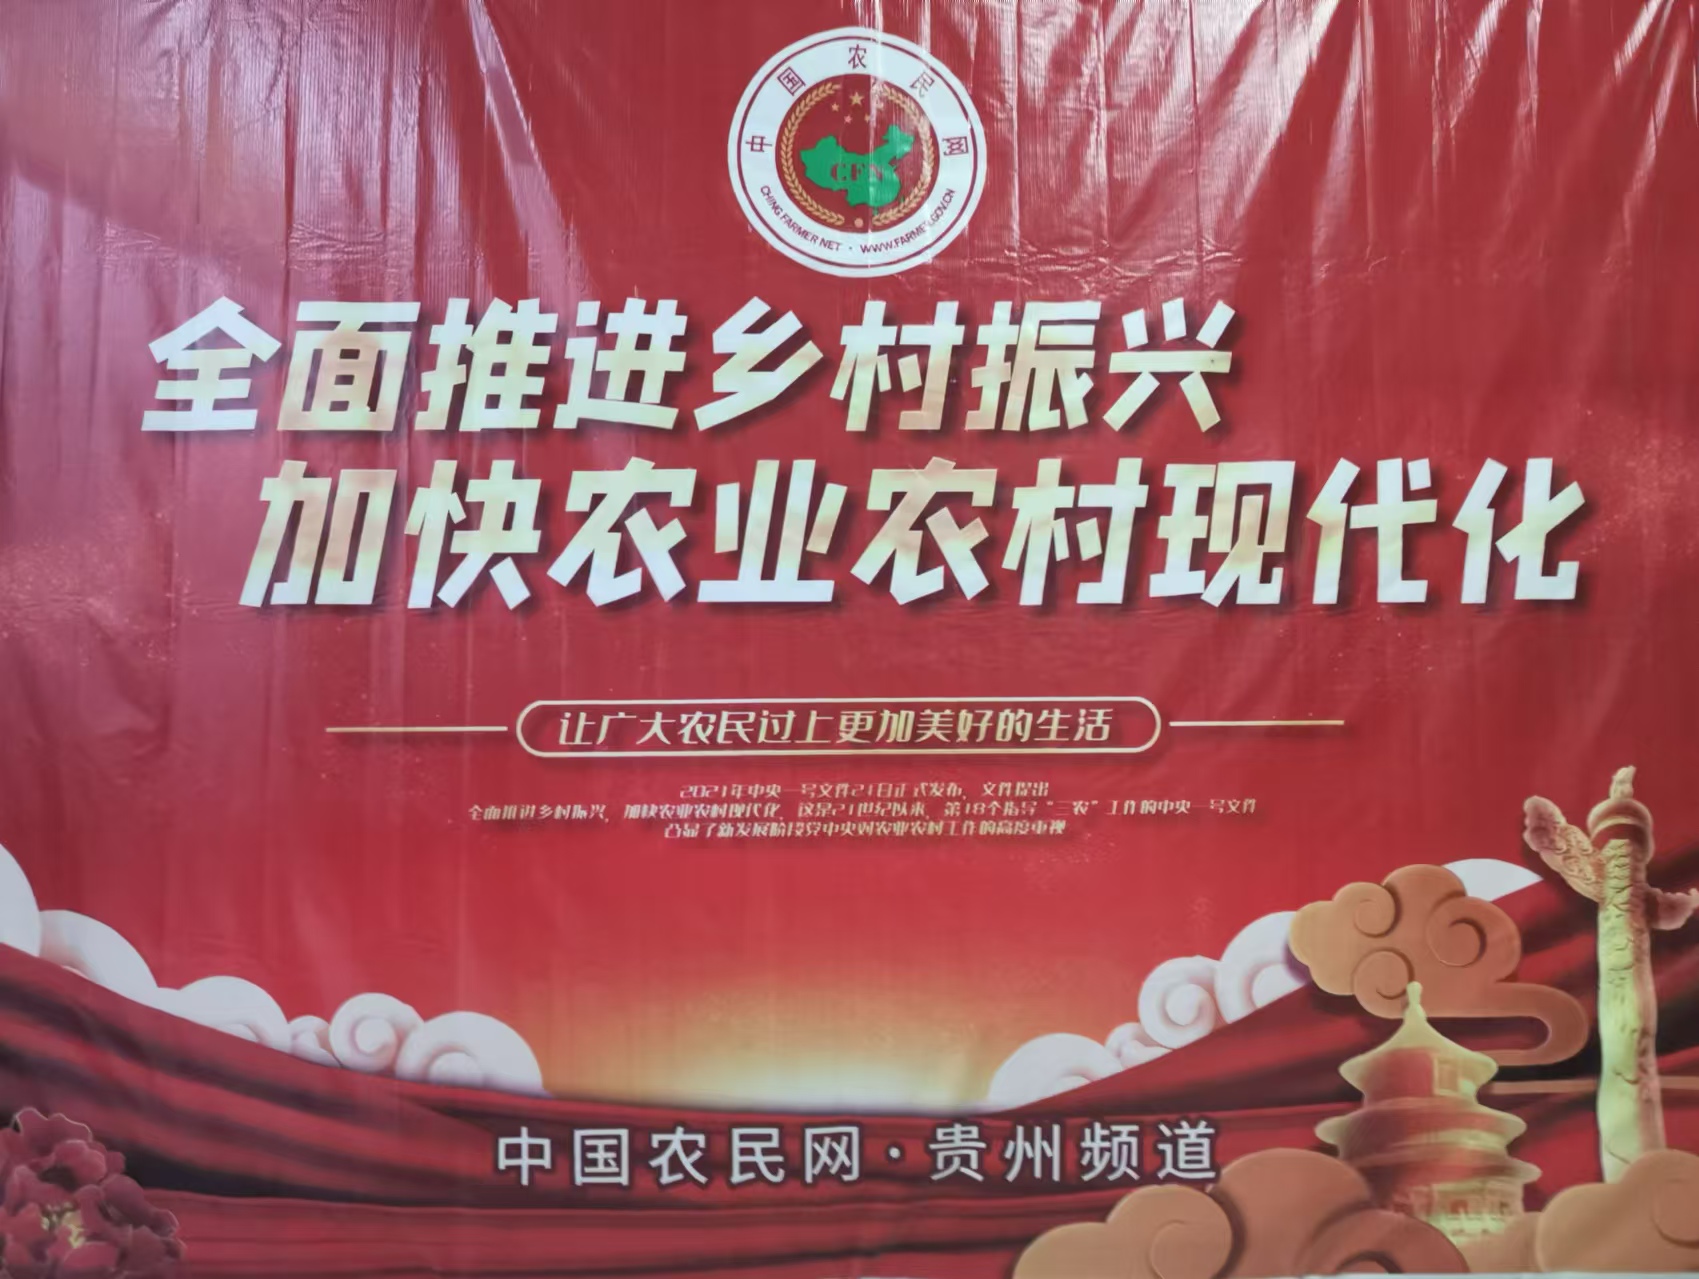 中国农民网
CFN
CHING FARMER NET · WWW.FARMER.GOV.CN
全面推进乡村振兴
加快农业农村现代化
让广大农民过上更加美好的生活
2021年中央一号文件21日正式发布，文件提出
全面推进乡村振兴，加快农业农村现代化，这是21世纪以来，第18个指导“三农”工作的中央一号文件
凸显了新发展阶段党中央对农业农村工作的高度重视
中国农民网·贵州频道